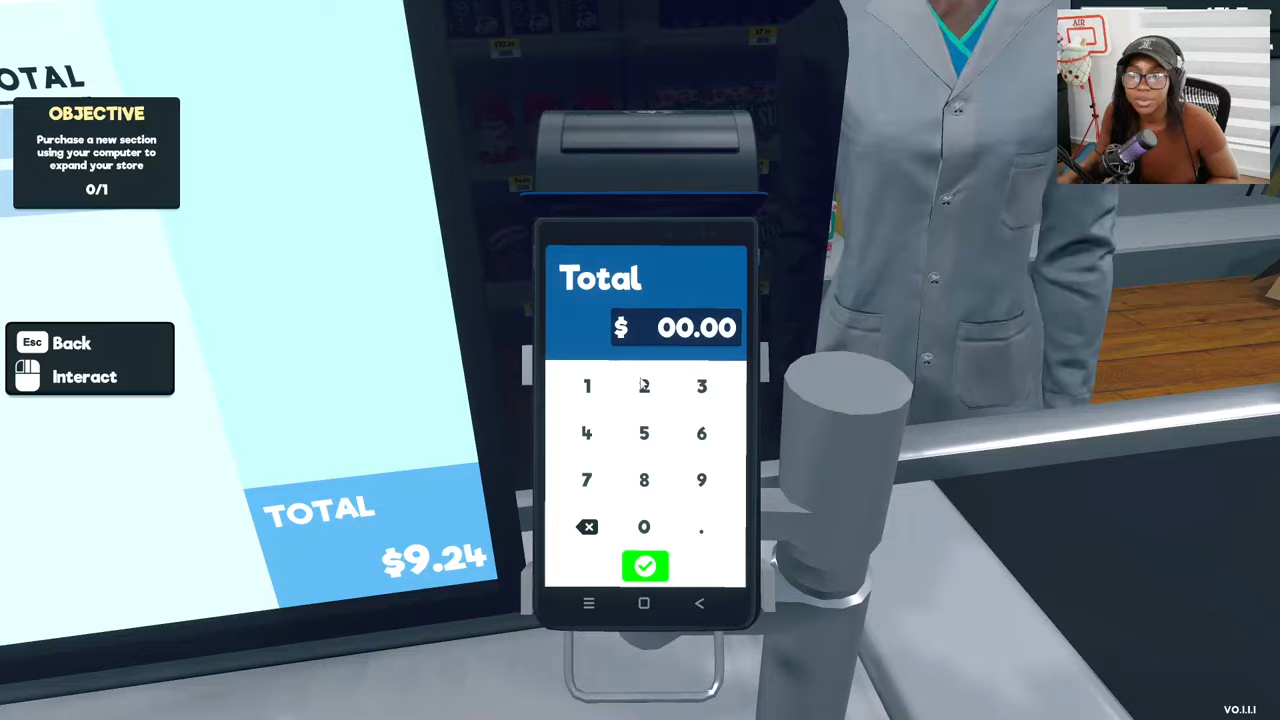 OTAL
OBJECTIVE
Purchase a new section
using your computer to
expand your store
0/1
Esc Back
Interact
TOTAL
$9.24
Total
$ 00.00
1 2 3
4 5 6
7 8 9
0 .
AIR
V0.1.1.1